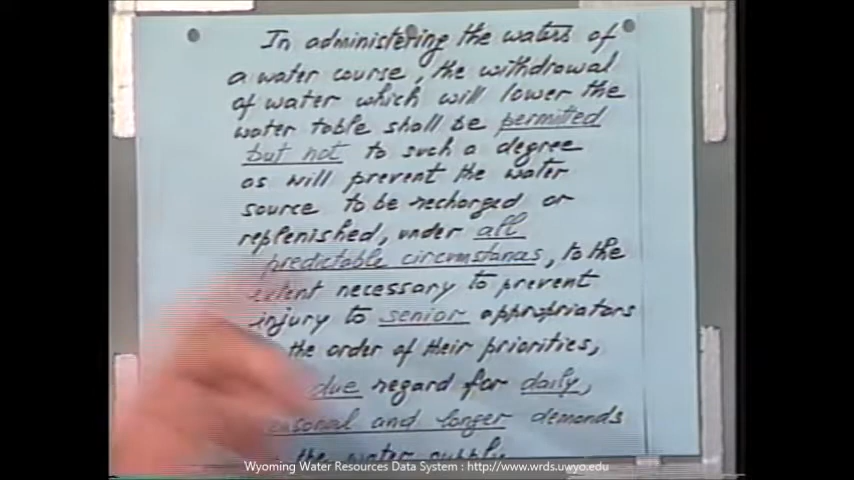 In administering the waters of
a water course, the withdrawal
of water which will lower the
water table shall be permitted
but not to such a degree
as will prevent the water
source to be recharged or
replenished, under all
predictable circumstances, to the
extent necessary to prevent
injury to senior appropriators
the order of their priorities,
due regard for daily,
seasonal and longer demands
the water supply
Wyoming Water Resources Data System : http://www.wrds.uwyo.edu